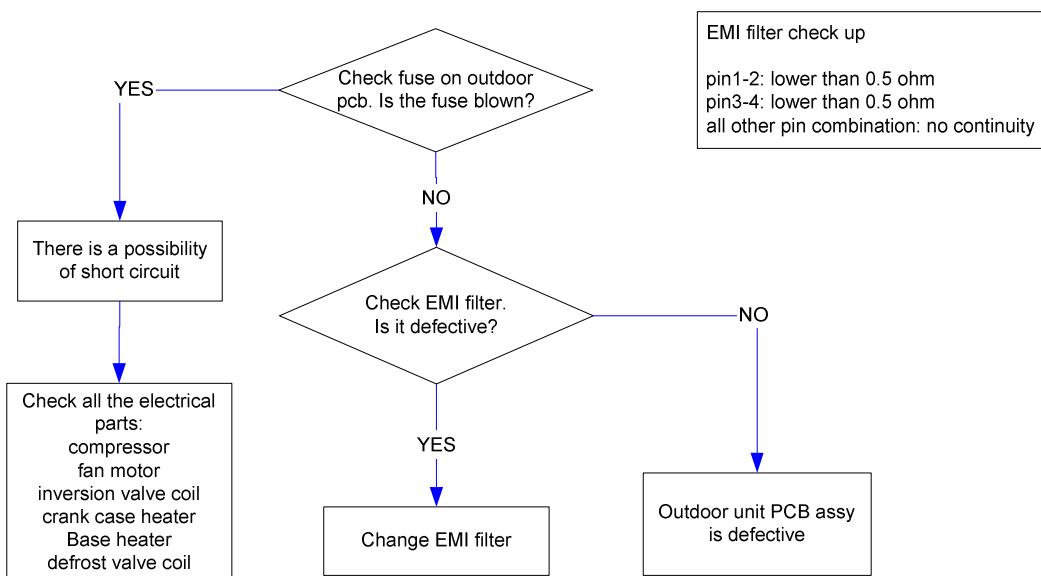 Check fuse on outdoor
pcb. Is the fuse blown?
EMI filter check up
pin1-2: lower than 0.5 ohm
pin3-4: lower than 0.5 ohm
all other pin combination: no continuity
YES
NO
There is a possibility
of short circuit
Check EMI filter.
Is it defective?
NO
Check all the electrical
parts:
compressor
fan motor
inversion valve coil
crank case heater
Base heater
defrost valve coil
YES
Change EMI filter
Outdoor unit PCB assy
is defective